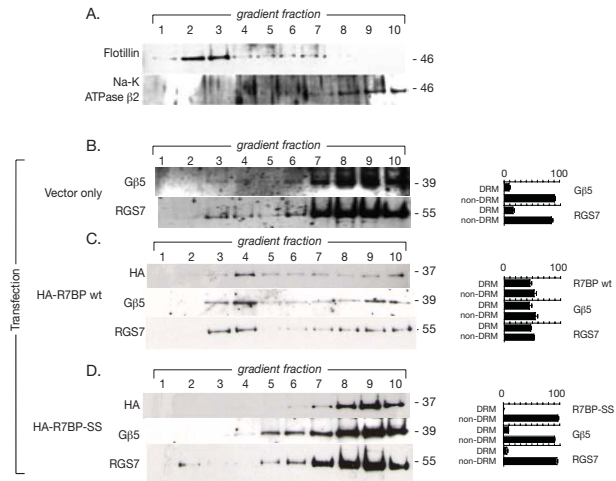 A.
gradient fraction
1 2 3 4 5 6 7 8 9 10
Flotillin - 46
Na-K ATPase β2 - 46
Transfection
B.
gradient fraction
1 2 3 4 5 6 7 8 9 10
Vector only
Gβ5 - 39
RGS7 - 55
0 100
DRM
non-DRM
Gβ5
DRM
non-DRM
RGS7
C.
gradient fraction
1 2 3 4 5 6 7 8 9 10
HA-R7BP wt
HA - 37
Gβ5 - 39
RGS7 - 55
0 100
DRM
non-DRM
R7BP wt
DRM
non-DRM
Gβ5
DRM
non-DRM
RGS7
D.
gradient fraction
1 2 3 4 5 6 7 8 9 10
HA-R7BP-SS
HA - 37
Gβ5 - 39
RGS7 - 55
0 100
DRM
non-DRM
R7BP-SS
DRM
non-DRM
Gβ5
DRM
non-DRM
RGS7